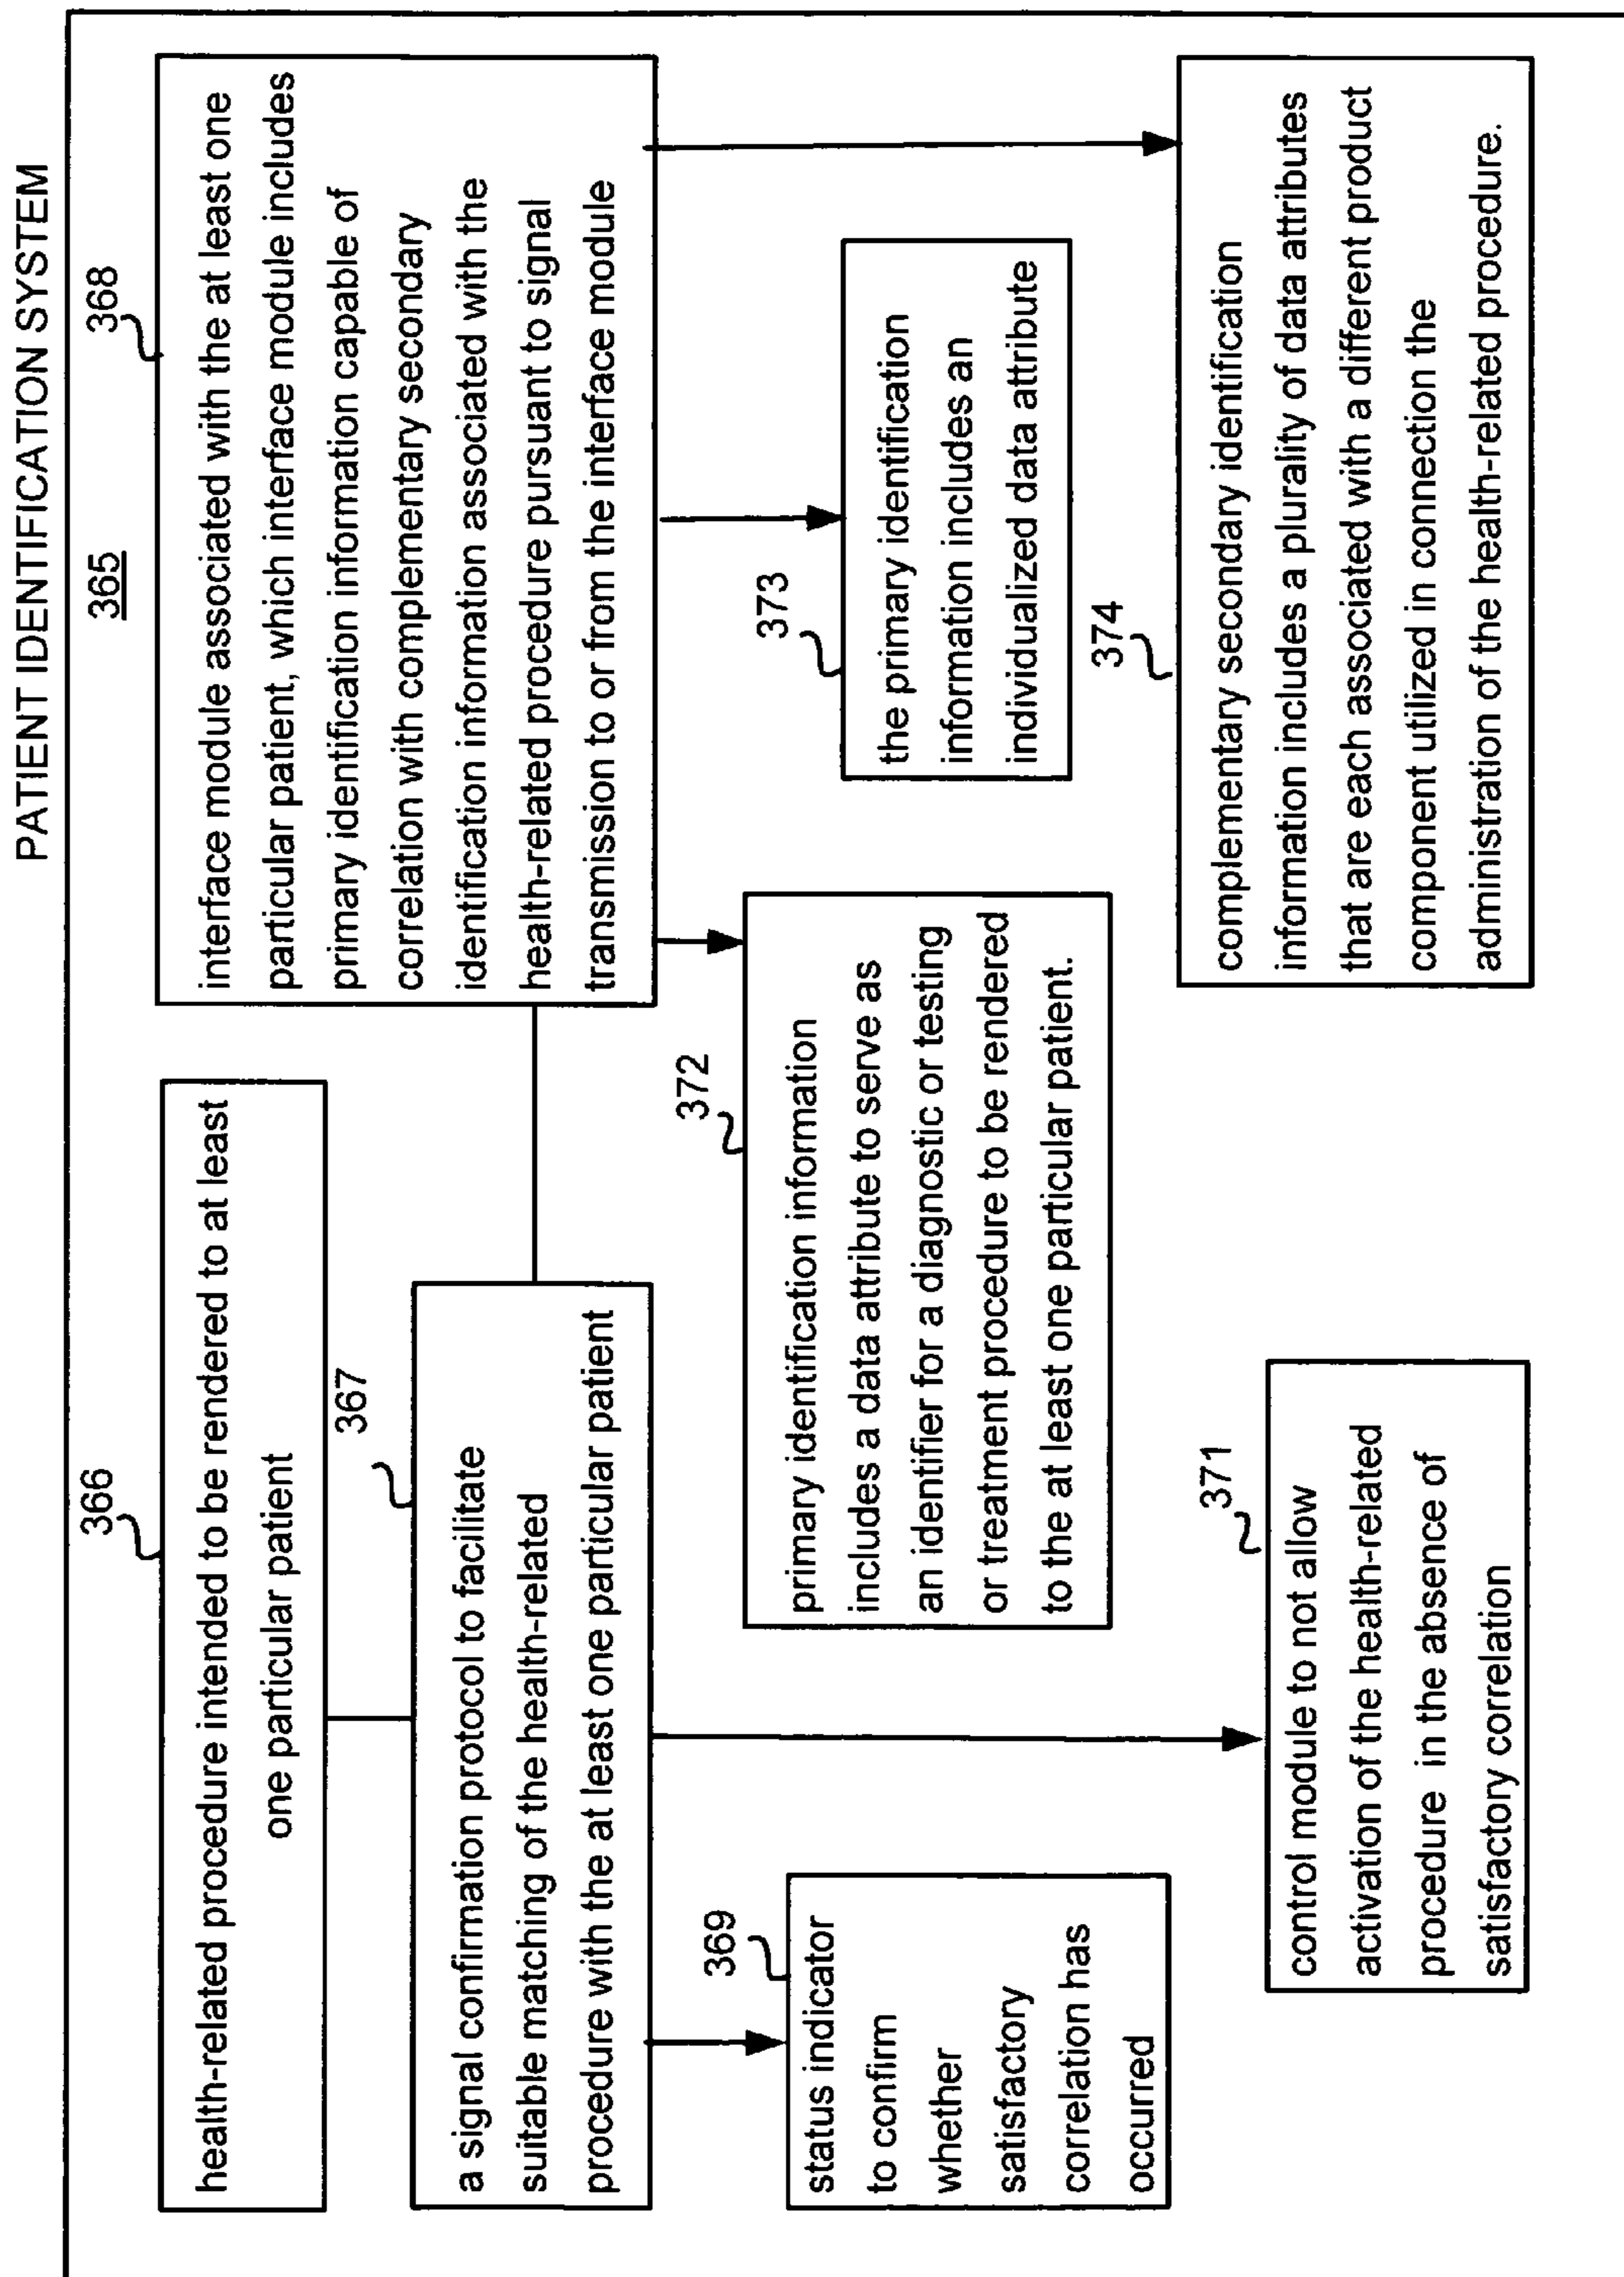 PATIENT IDENTIFICATION SYSTEM
365
366
health-related procedure intended to be rendered to at least
one particular patient
367
a signal confirmation protocol to facilitate
suitable matching of the health-related
procedure with the at least one particular patient
368
interface module associated with the at least one
particular patient, which interface module includes
primary identification information capable of
correlation with complementary secondary
identification information associated with the
health-related procedure pursuant to signal
transmission to or from the interface module
369
status indicator
to confirm
whether
satisfactory
correlation has
occurred
371
control module to not allow
activation of the health-related
procedure in the absence of
satisfactory correlation
372
primary identification information
includes a data attribute to serve as
an identifier for a diagnostic or testing
or treatment procedure to be rendered
to the at least one particular patient.
373
the primary identification
information includes an
individualized data attribute
374
complementary secondary identification
information includes a plurality of data attributes
that are each associated with a different product
component utilized in connection the
administration of the health-related procedure.